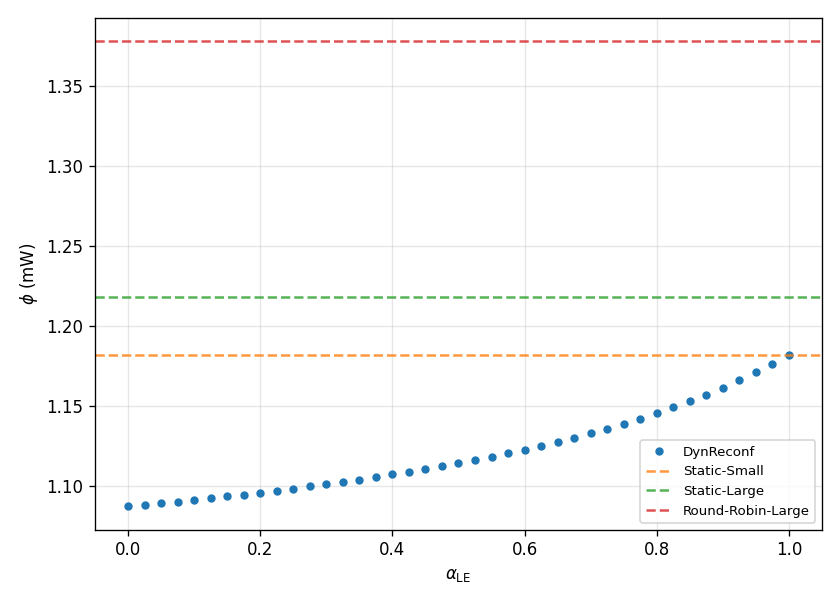 1.35
1.30
1.25
1.20
1.15
1.10
ϕ (mW)
0.0 0.2 0.4 0.6 0.8 1.0
α_LE
DynReconf
Static-Small
Static-Large
Round-Robin-Large